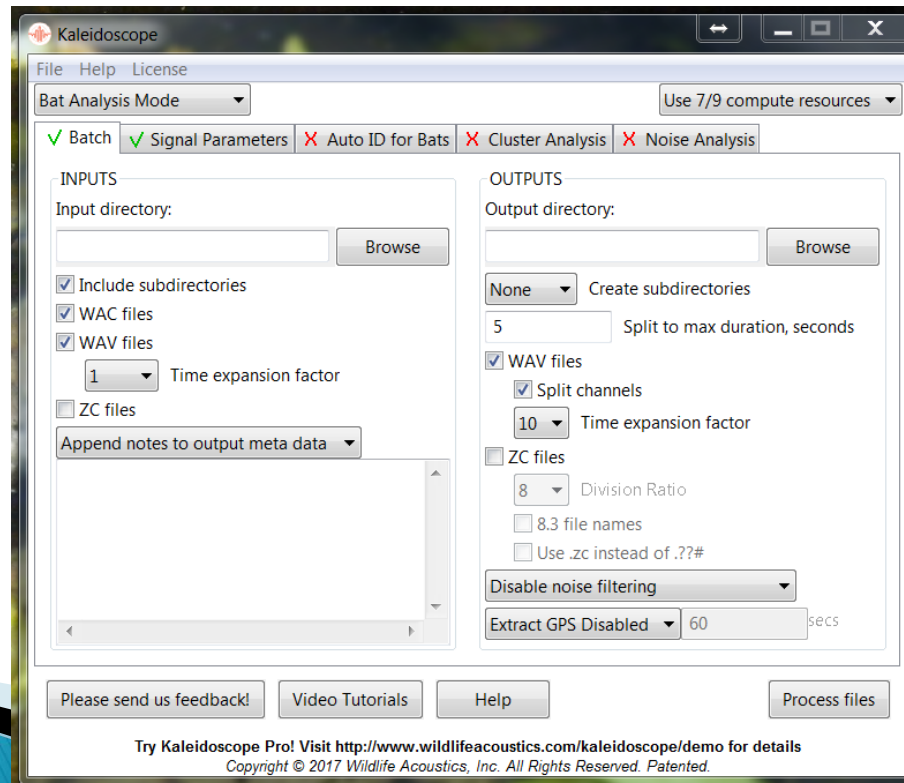 Kaleidoscope
File Help License
Bat Analysis Mode
Use 7/9 compute resources
Batch
Signal Parameters
Auto ID for Bats
Cluster Analysis
Noise Analysis
INPUTS
Input directory:
Browse
Include subdirectories
WAC files
WAV files
1 Time expansion factor
ZC files
Append notes to output meta data
OUTPUTS
Output directory:
Browse
None Create subdirectories
5 Split to max duration, seconds
WAV files
Split channels
10 Time expansion factor
ZC files
8 Division Ratio
8.3 file names
Use .zc instead of .??#
Disable noise filtering
Extract GPS Disabled 60 secs
Please send us feedback! Video Tutorials Help Process files
Try Kaleidoscope Pro! Visit http://www.wildlifeacoustics.com/kaleidoscope/demo for details
Copyright © 2017 Wildlife Acoustics, Inc. All Rights Reserved. Patented.